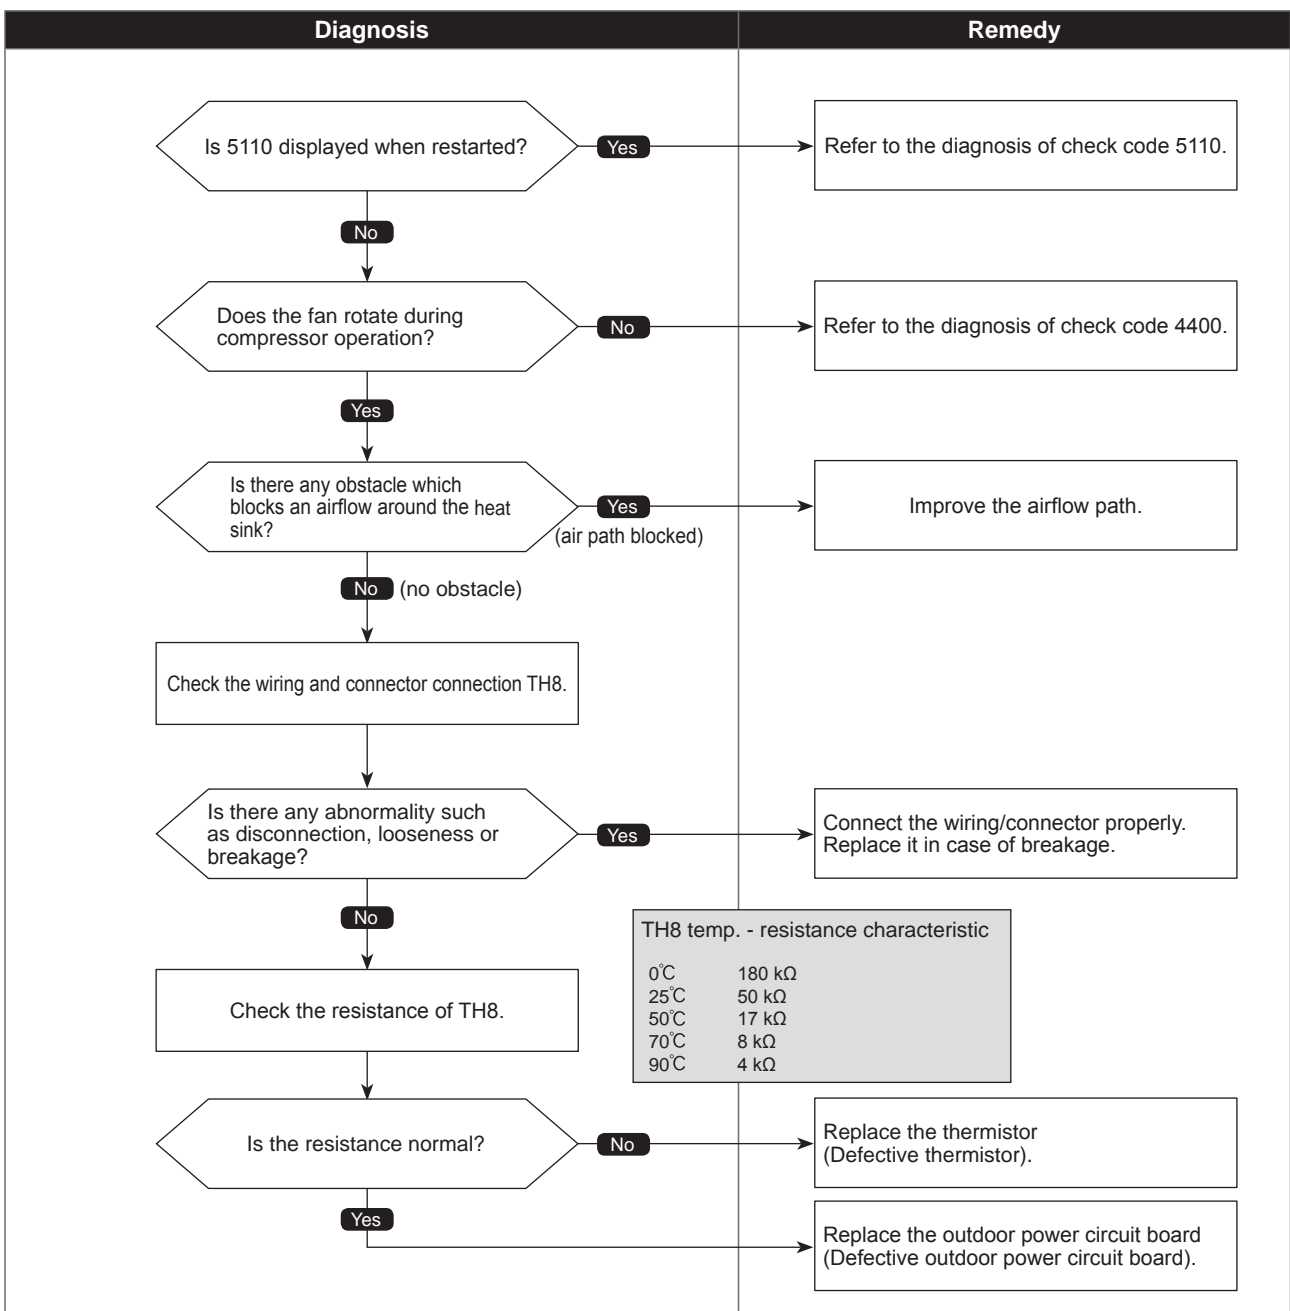 Diagnosis
Remedy
Is 5110 displayed when restarted?
Yes
Refer to the diagnosis of check code 5110.
No
Does the fan rotate during
compressor operation?
No
Refer to the diagnosis of check code 4400.
Yes
Is there any obstacle which
blocks an airflow around the heat
sink?
Yes
(air path blocked)
Improve the airflow path.
No (no obstacle)
Check the wiring and connector connection TH8.
Is there any abnormality such
as disconnection, looseness or
breakage?
Yes
Connect the wiring/connector properly.
Replace it in case of breakage.
No
TH8 temp. - resistance characteristic
0℃ 180 kΩ
25℃ 50 kΩ
50℃ 17 kΩ
70℃ 8 kΩ
90℃ 4 kΩ
Check the resistance of TH8.
Is the resistance normal?
No
Replace the thermistor
(Defective thermistor).
Yes
Replace the outdoor power circuit board
(Defective outdoor power circuit board).